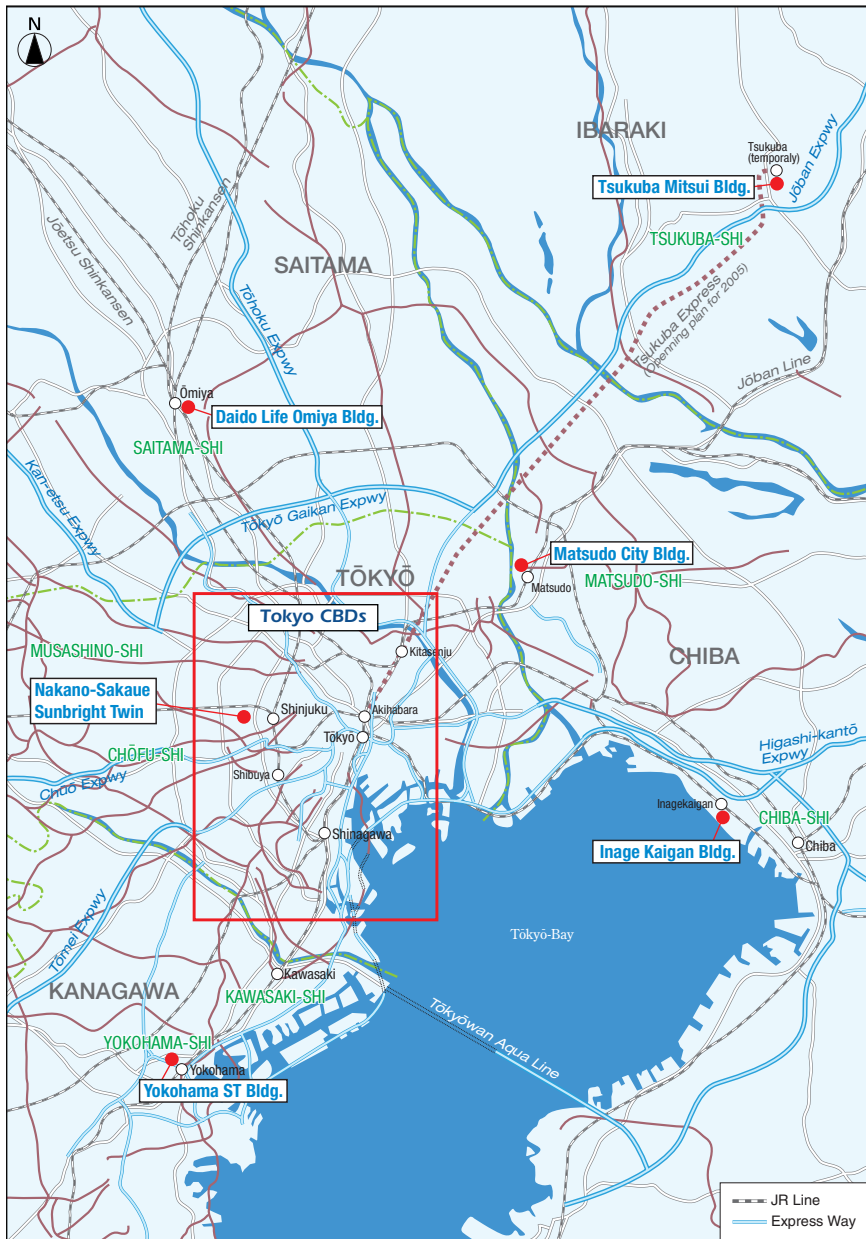 N
IBARAKI
Tsukuba
(temporaly)
Jōban Expwy
Tsukuba Mitsui Bldg.
TSUKUBA-SHI
Tōhoku
Shinkansen
Jōetsu Shinkansen
SAITAMA
Tōhoku Expwy
Tsukuba Express
(Openning plan for 2005)
Jōban Line
Ōmiya
Daido Life Omiya Bldg.
SAITAMA-SHI
Kan-etsu Expwy
Tōkyō Gaikan Expwy
Matsudo City Bldg.
TŌKYŌ
Matsudo
MATSUDO-SHI
Tokyo CBDs
MUSASHINO-SHI
Kitasenju
CHIBA
Nakano-Sakaue
Sunbright Twin
Shinjuku
Akihabara
Tōkyō
CHŌFU-SHI
Higashi-kantō
Expwy
Chuō Expwy
Shibuya
Inagekaigan
CHIBA-SHI
Shinagawa
Inage Kaigan Bldg.
Chiba
Tōmei Expwy
Tōkyō-Bay
Kawasaki
KANAGAWA
KAWASAKI-SHI
Tōkyōwan Aqua Line
YOKOHAMA-SHI
Yokohama
Yokohama ST Bldg.
JR Line
Express Way